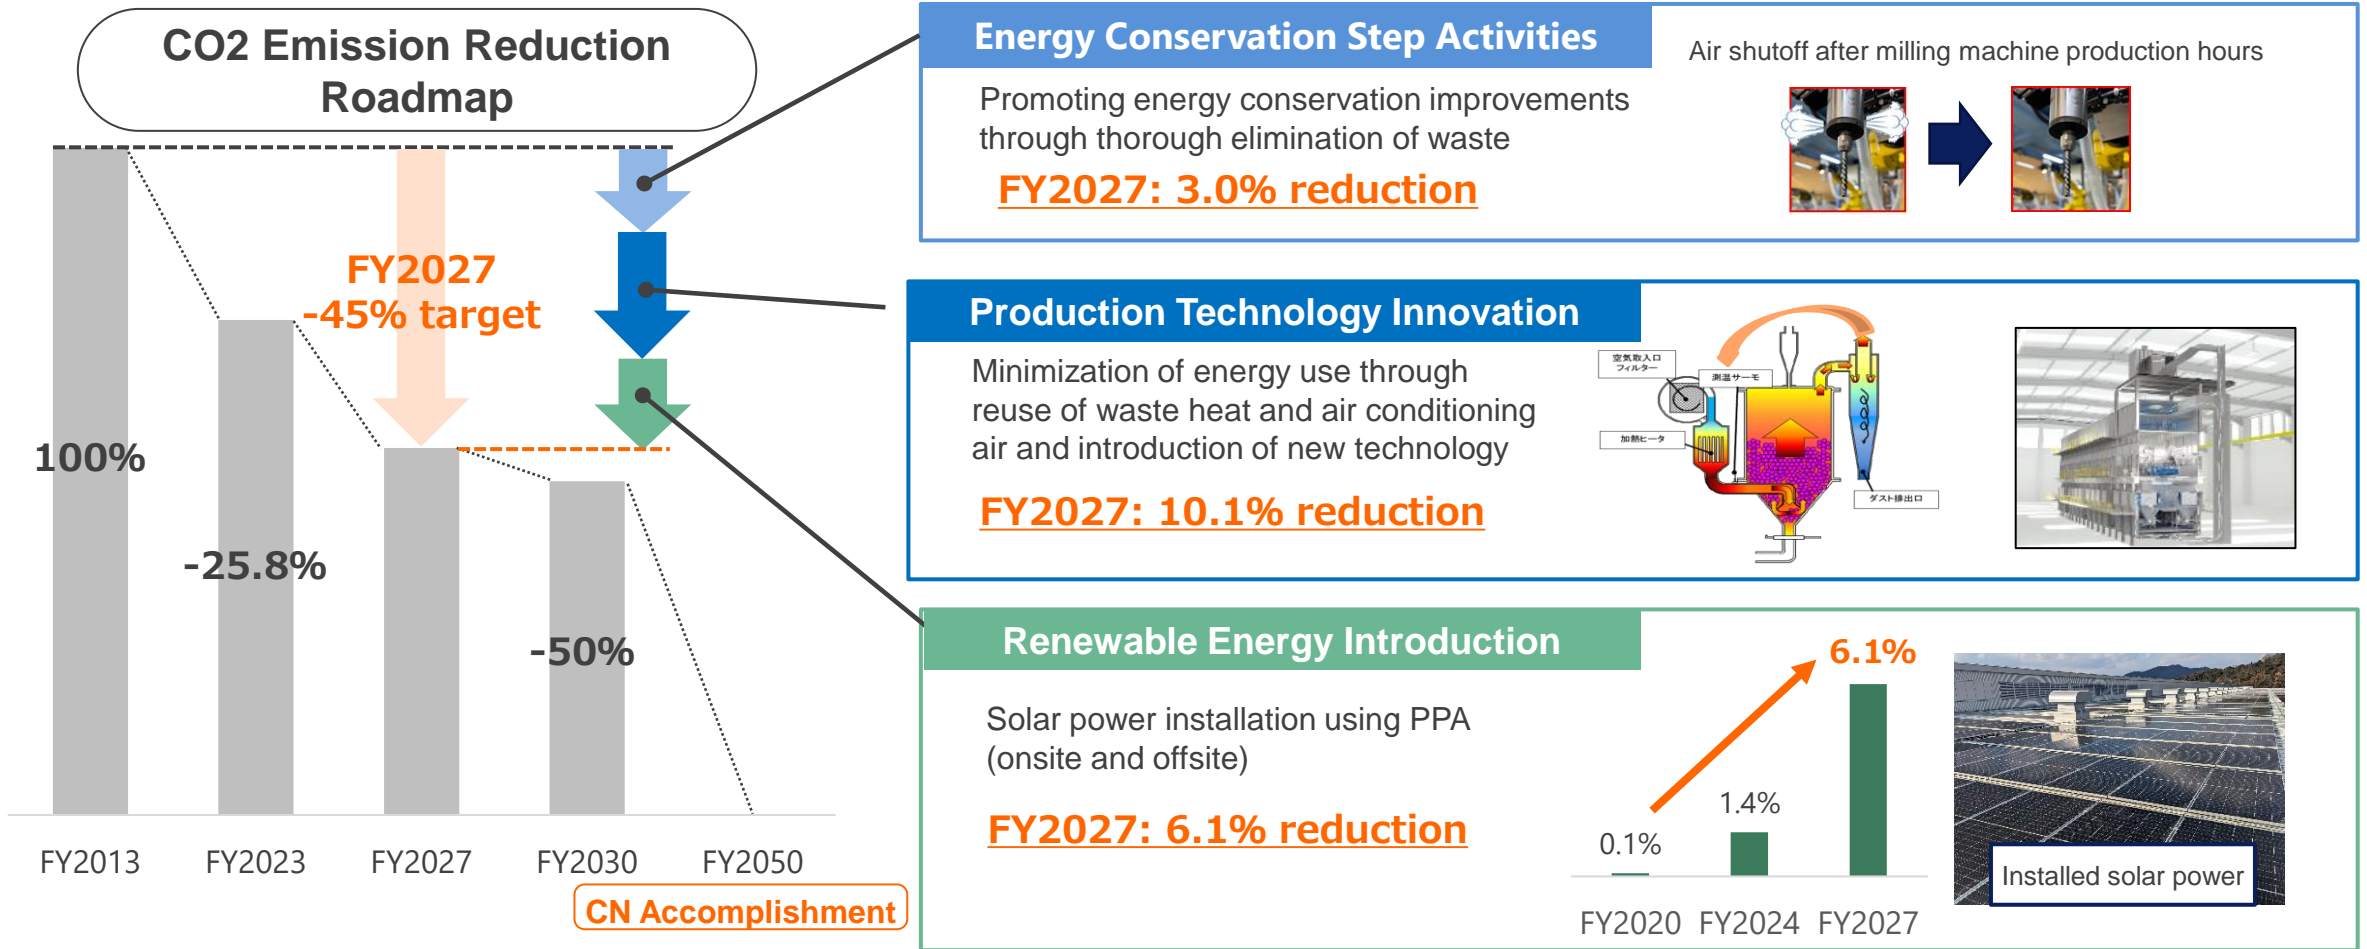 CO2 Emission Reduction
Roadmap
FY2027
-45% target
100%
-25.8%
-50%
FY2013
FY2023
FY2027
FY2030
FY2050
CN Accomplishment
Energy Conservation Step Activities
Promoting energy conservation improvements
through thorough elimination of waste
FY2027: 3.0% reduction
Air shutoff after milling machine production hours
Production Technology Innovation
Minimization of energy use through
reuse of waste heat and air conditioning
air and introduction of new technology
FY2027: 10.1% reduction
空気取入口
フィルター
測温サーモ
加熱ヒータ
ダスト排出口
Renewable Energy Introduction
Solar power installation using PPA
(onsite and offsite)
FY2027: 6.1% reduction
6.1%
1.4%
0.1%
FY2020
FY2024
FY2027
Installed solar power